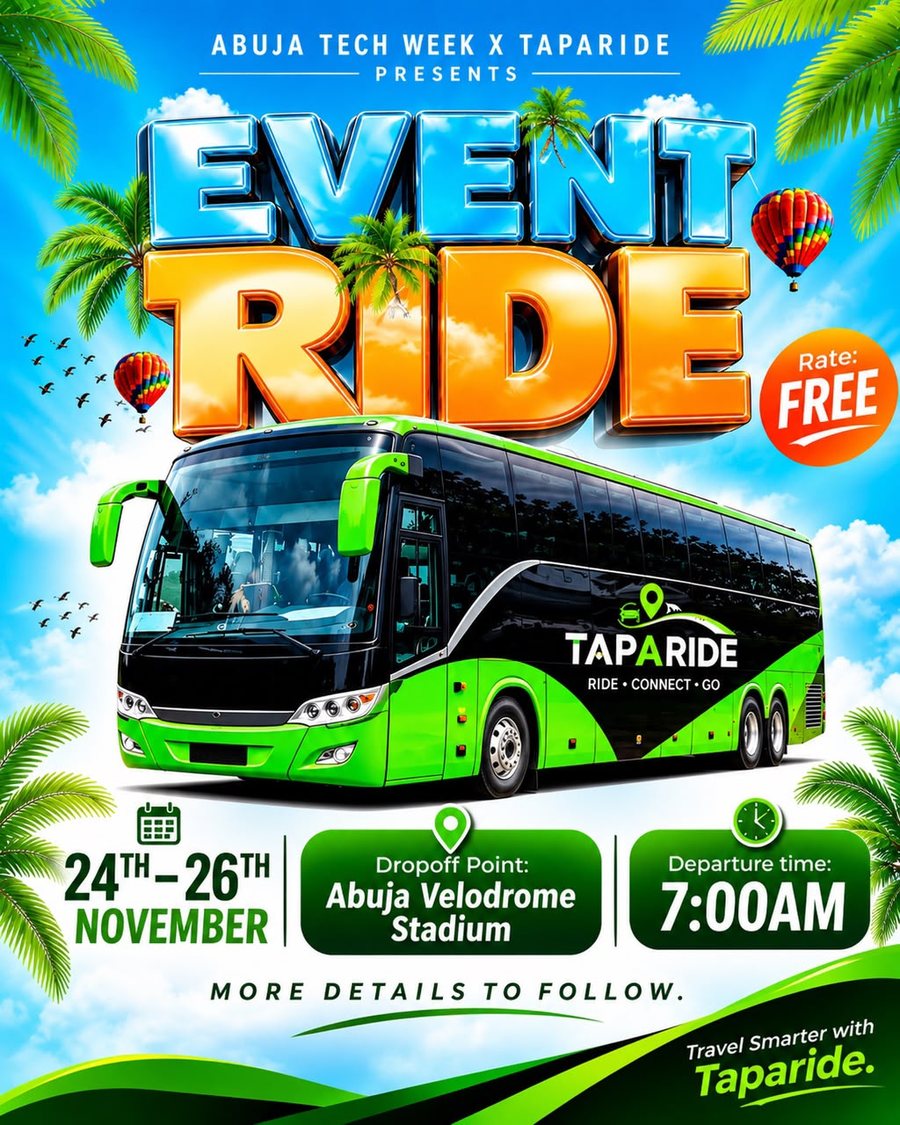 ABUJA TECH WEEK X TAPARIDE
PRESENTS
EVENT
RIDE
Rate:
FREE
TAPARIDE
RIDE • CONNECT • GO
24TH – 26TH
NOVEMBER
Dropoff Point:
Abuja Velodrome
Stadium
Departure time:
7:00AM
MORE DETAILS TO FOLLOW.
Travel Smarter with
Taparide.